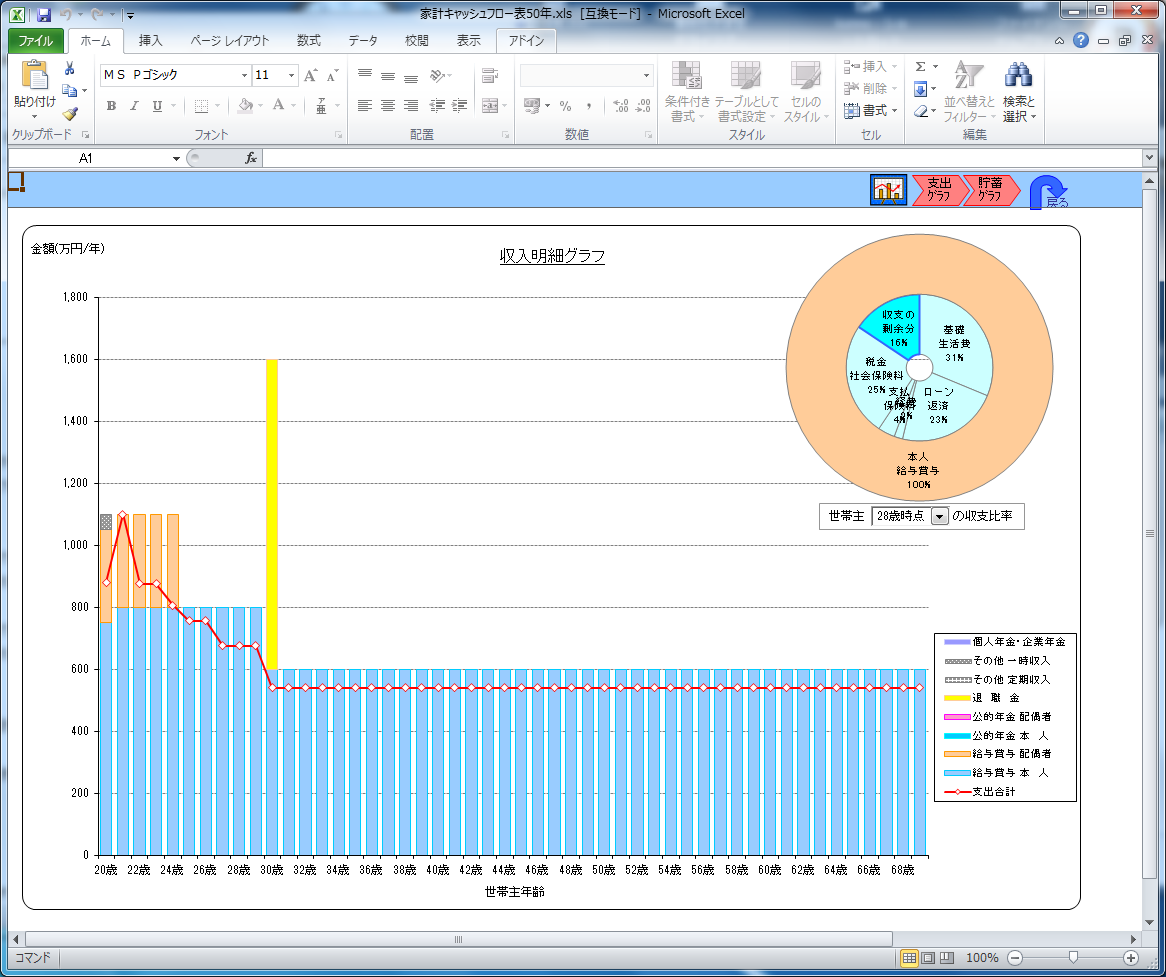 家計キャッシュフロー表50年.xls [互換モード] - Microsoft Excel
ファイル ホーム 挿入 ページ レイアウト 数式 データ 校閲 表示 アドイン
貼り付け
クリップボード
ＭＳ Ｐゴシック 11
B I U
フォント
配置
%
数値
条件付き書式
テーブルとして書式設定
セルのスタイル
スタイル
挿入
削除
書式
セル
並べ替えとフィルター
検索と選択
編集
A1 fx
支出
グラフ
貯蓄
グラフ
戻る
金額(万円/年)
収入明細グラフ
1,800
1,600
1,400
1,200
1,000
800
600
400
200
0
20歳 22歳 24歳 26歳 28歳 30歳 32歳 34歳 36歳 38歳 40歳 42歳 44歳 46歳 48歳 50歳 52歳 54歳 56歳 58歳 60歳 62歳 64歳 66歳 68歳
世帯主年齢
収支の
剰余分
16%
基礎
生活費
31%
税金
社会保険料
25%
支払
保険料
4%
ローン
返済
23%
本人
給与賞与
100%
世帯主 28歳時点 の収支比率
個人年金・企業年金
その他 一時収入
その他 定期収入
退 職 金
公的年金 配偶者
公的年金 本 人
給与賞与 配偶者
給与賞与 本 人
支出合計
コマンド 100%